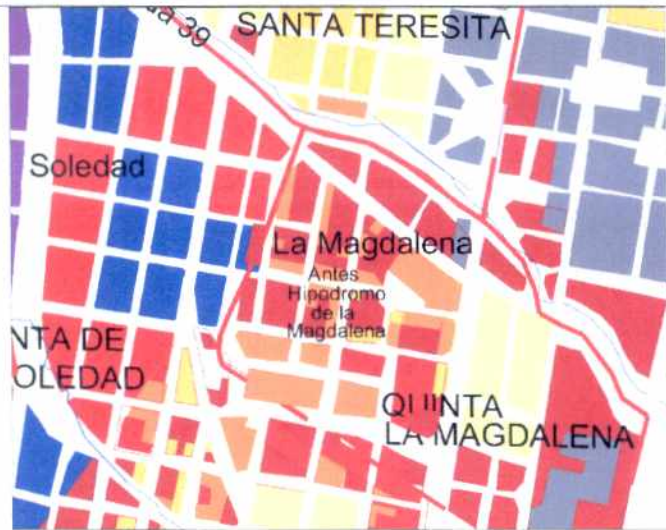 39
SANTA TERESITA
Soledad
La Magdalena
Antes
Hipodromo
de la
Magdalena
NTA DE
OLEDAD
QUINTA
LA MAGDALENA